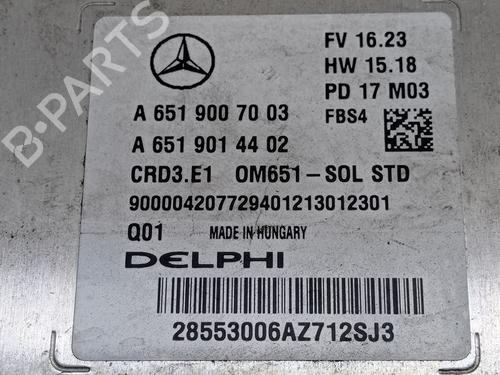 B-PARTS
FV 16.23
HW 15.18
PD 17 M03
A 651 900 70 03
FBS4
A 651 901 44 02
CRD3.E1 OM651-SOL STD
900004207729401213012301
Q01 MADE IN HUNGARY
DELPHI
28553006AZ712SJ3